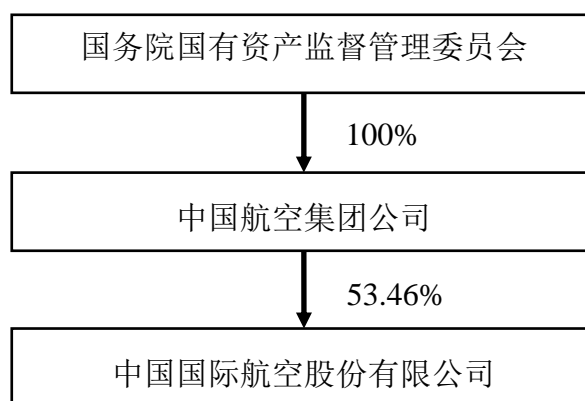 国务院国有资产监督管理委员会
100%
中国航空集团公司
53.46%
中国国际航空股份有限公司